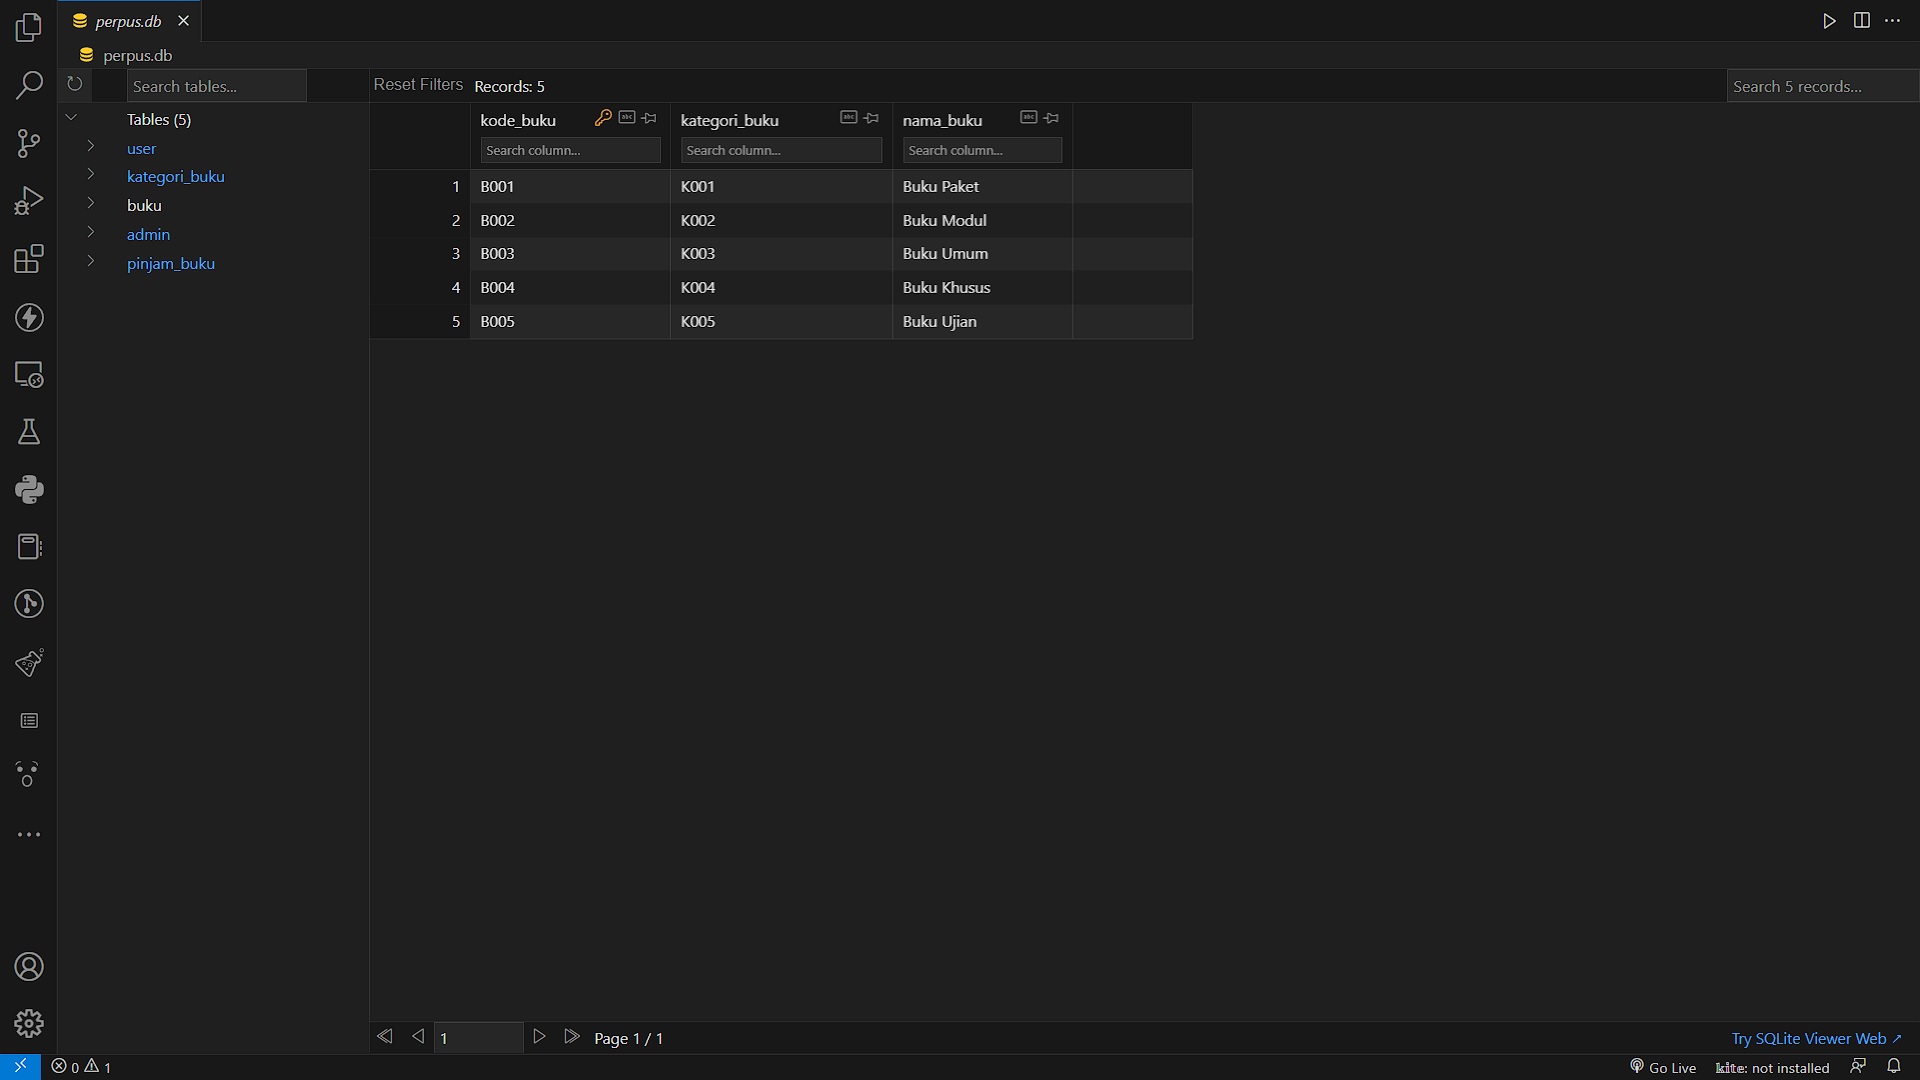 perpus.db
perpus.db
Search tables...
Reset Filters Records: 5 Search 5 records...
Tables (5)
user
kategori_buku
buku
admin
pinjam_buku
kode_buku kategori_buku nama_buku
Search column... Search column... Search column...
1 B001 K001 Buku Paket
2 B002 K002 Buku Modul
3 B003 K003 Buku Umum
4 B004 K004 Buku Khusus
5 B005 K005 Buku Ujian
1 Page 1 / 1 Try SQLite Viewer Web ↗
0 1 Go Live kite: not installed